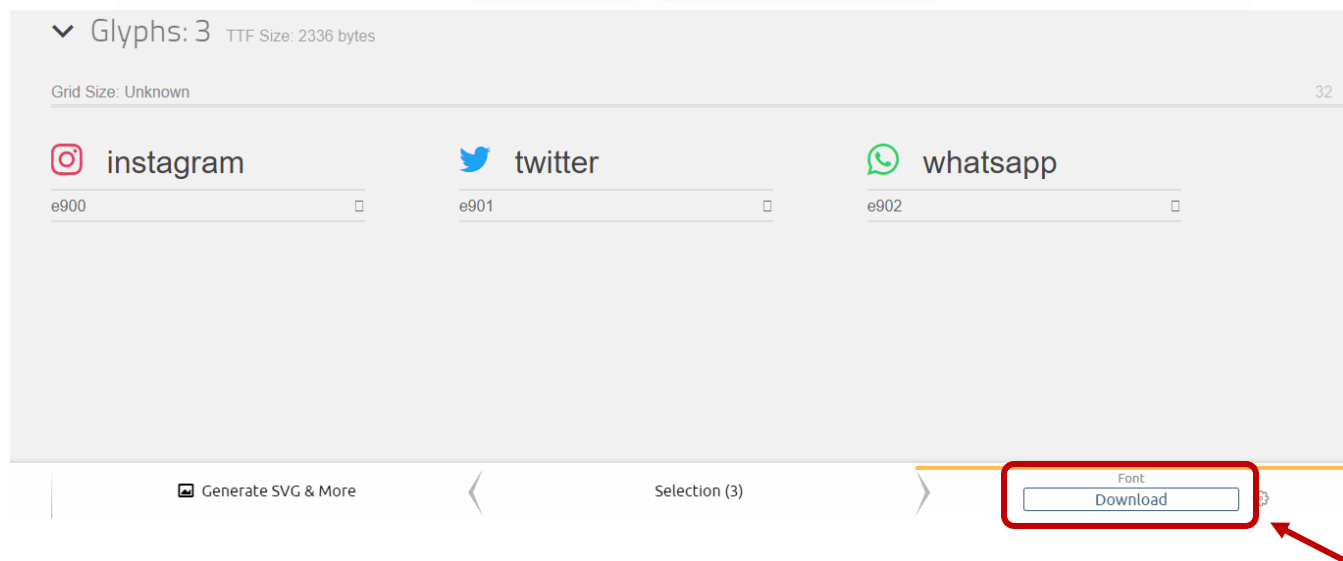 Glyphs: 3 TTF Size: 2336 bytes
Grid Size: Unknown 32
instagram twitter whatsapp
e900 e901 e902
Font
Generate SVG & More Selection (3) Download